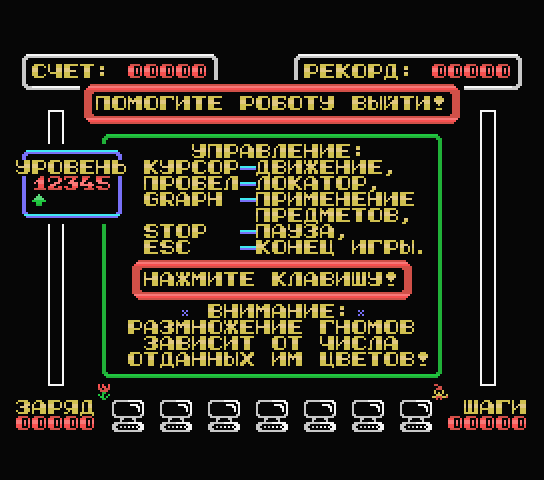 СЧЕТ: 00000
РЕКОРД: 00000
ПОМОГИТЕ РОБОТУ ВЫЙТИ!
УРОВЕНЬ
12345
УПРАВЛЕНИЕ:
КУРСОР–ДВИЖЕНИЕ,
ПРОБЕЛ–ЛОКАТОР,
GRAPH –ПРИМЕНЕНИЕ
ПРЕДМЕТОВ,
STOP –ПАУЗА,
ESC –КОНЕЦ ИГРЫ.
НАЖМИТЕ КЛАВИШУ!
* ВНИМАНИЕ: *
РАЗМНОЖЕНИЕ ГНОМОВ
ЗАВИСИТ ОТ ЧИСЛА
ОТДАННЫХ ИМ ЦВЕТОВ!
ЗАРЯД
00000
ШАГИ
00000